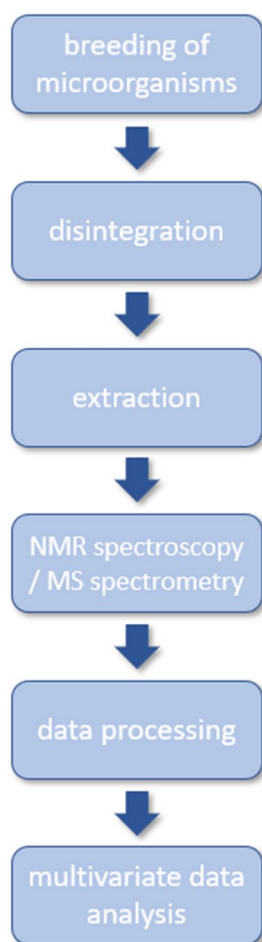 breeding of
microorganisms
disintegration
extraction
NMR spectroscopy
/ MS spectrometry
data processing
multivariate data
analysis